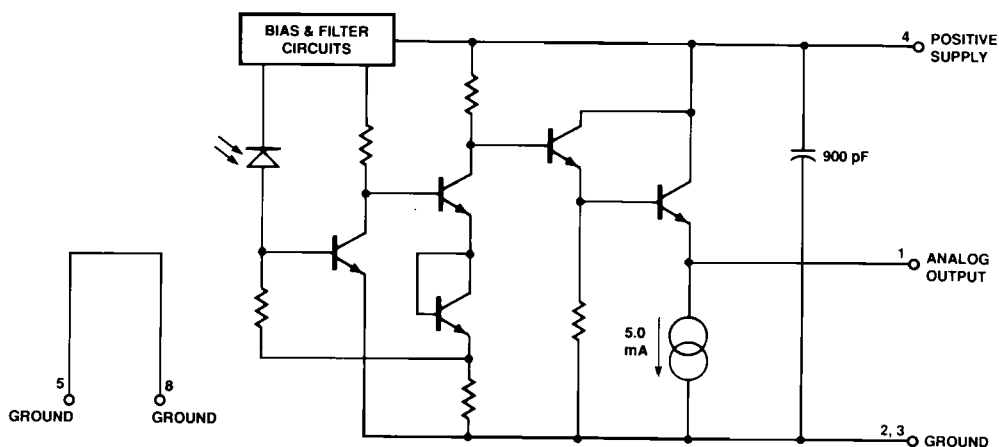 BIAS & FILTER
CIRCUITS
4
POSITIVE
SUPPLY
900 pF
1
ANALOG
OUTPUT
5.0
mA
5
8
GROUND
GROUND
2, 3
GROUND